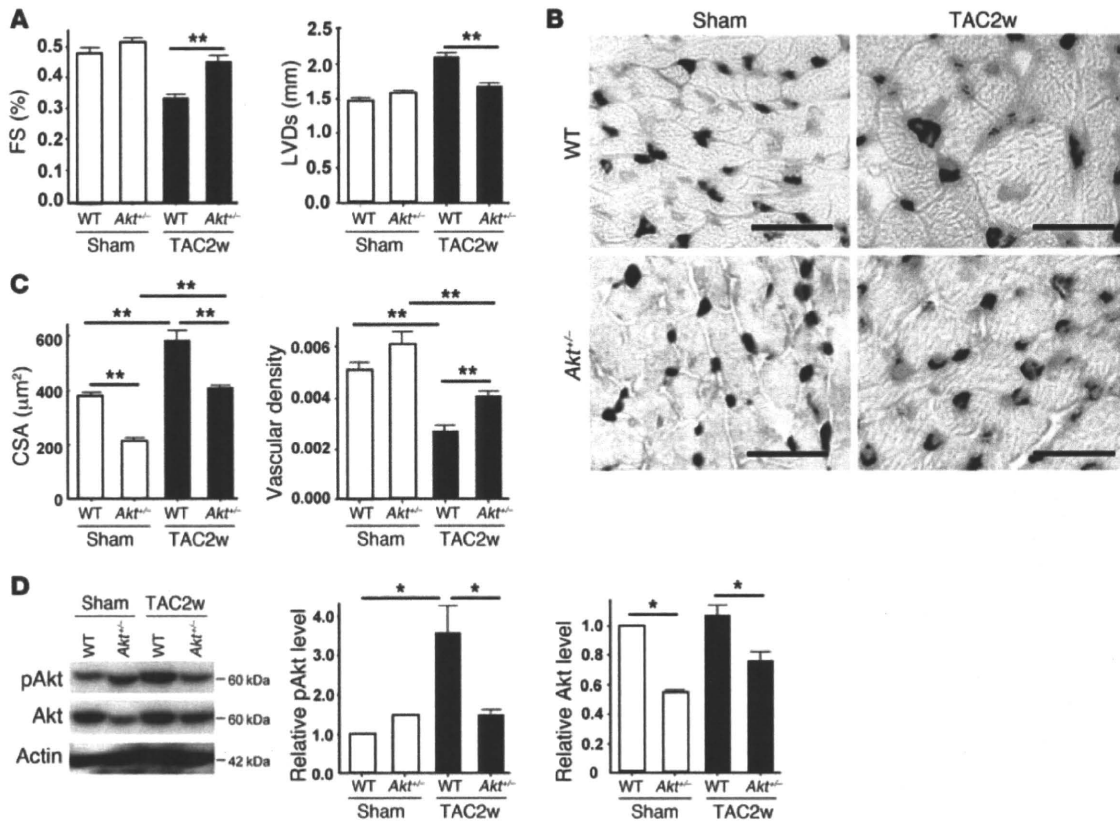 A
FS (%)
0.5
0.4
0.3
0.2
0.1
0.0
**
WT Akt+/- WT Akt+/-
Sham TAC2w
LVDs (mm)
2.5
2.0
1.5
1.0
0.5
0.0
**
WT Akt+/- WT Akt+/-
Sham TAC2w
B
Sham TAC2w
WT
Akt+/-
C
CSA (μm²)
600
400
200
0
**
** **
**
WT Akt+/- WT Akt+/-
Sham TAC2w
Vascular density
0.006
0.004
0.002
0.000
**
**
**
WT Akt+/- WT Akt+/-
Sham TAC2w
D
Sham TAC2w
WT Akt+/- WT Akt+/-
pAkt 60 kDa
Akt 60 kDa
Actin 42 kDa
Relative pAkt level
4.0
3.0
2.0
1.0
0.0
* *
WT Akt+/- WT Akt+/-
Sham TAC2w
Relative Akt level
1.0
0.8
0.6
0.4
0.2
0
* *
WT Akt+/- WT Akt+/-
Sham TAC2w